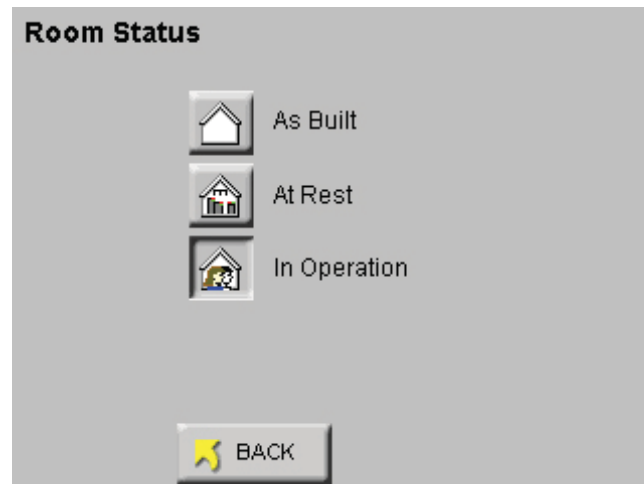 Room Status
As Built
At Rest
In Operation
BACK